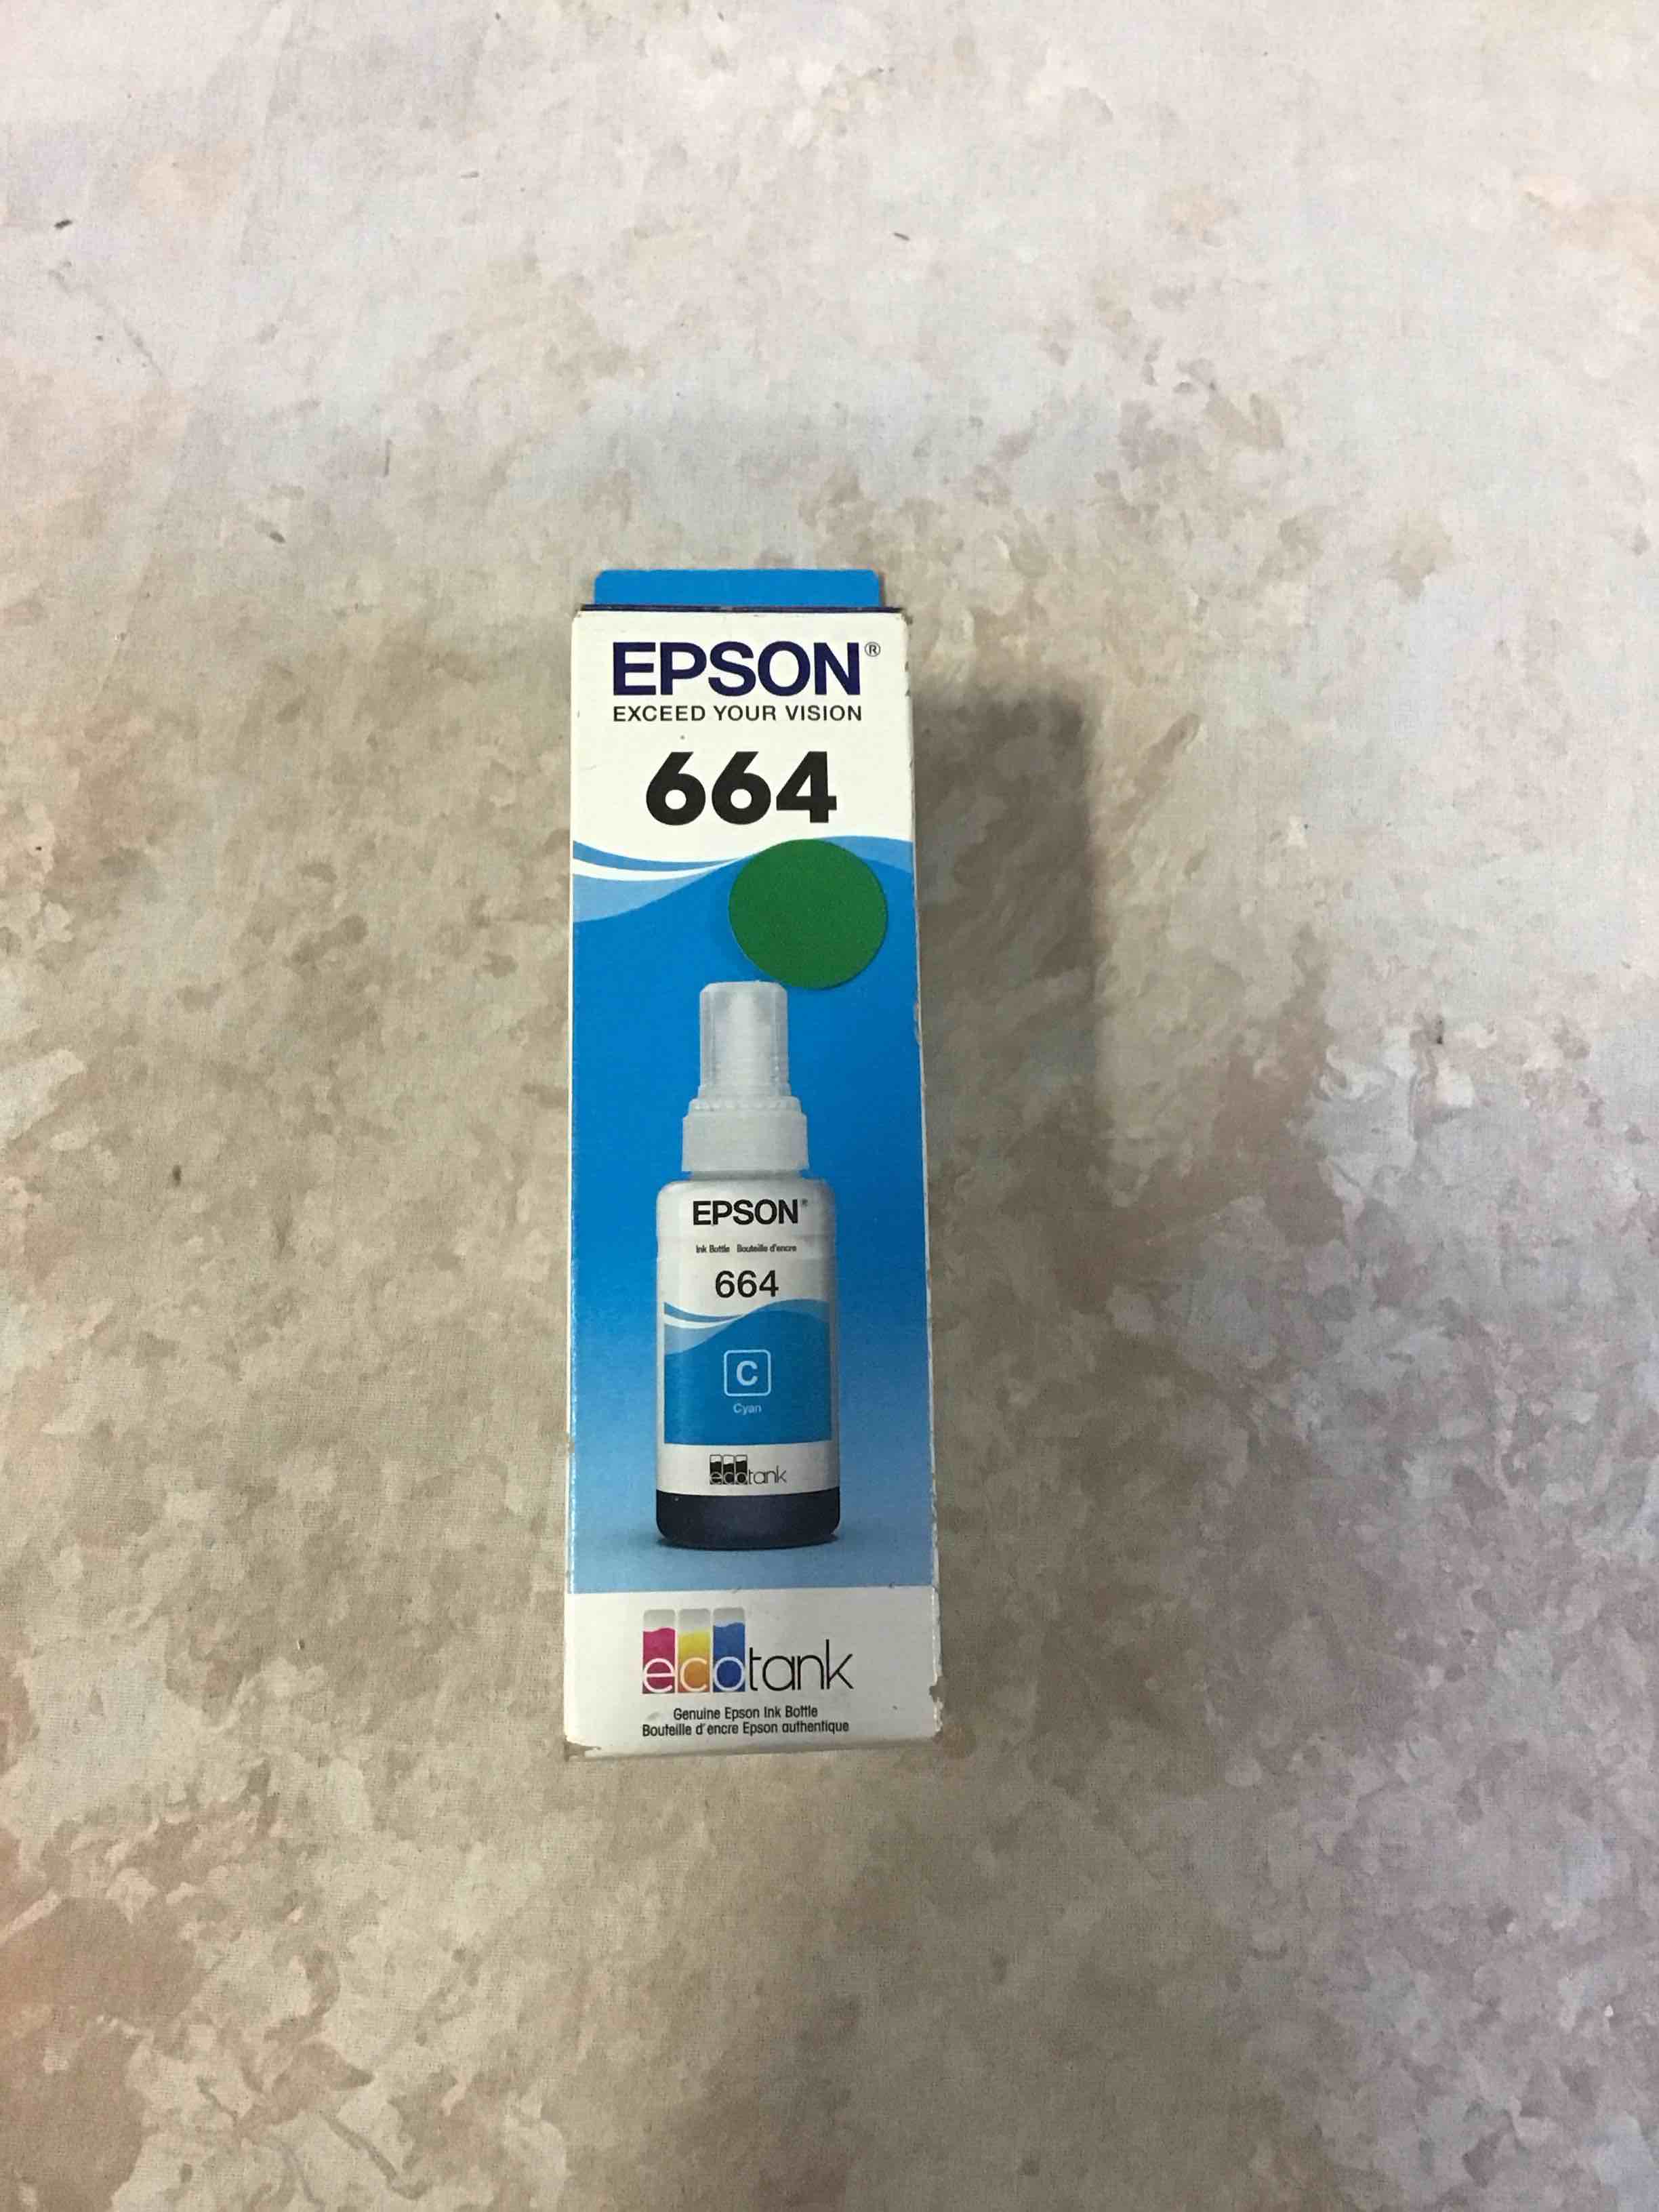 EPSON®
EXCEED YOUR VISION
664
EPSON®
Ink Bottle Bouteille d'encre
664
C
Cyan
ecotank
ecotank
Genuine Epson Ink Bottle
Bouteille d'encre Epson authentique